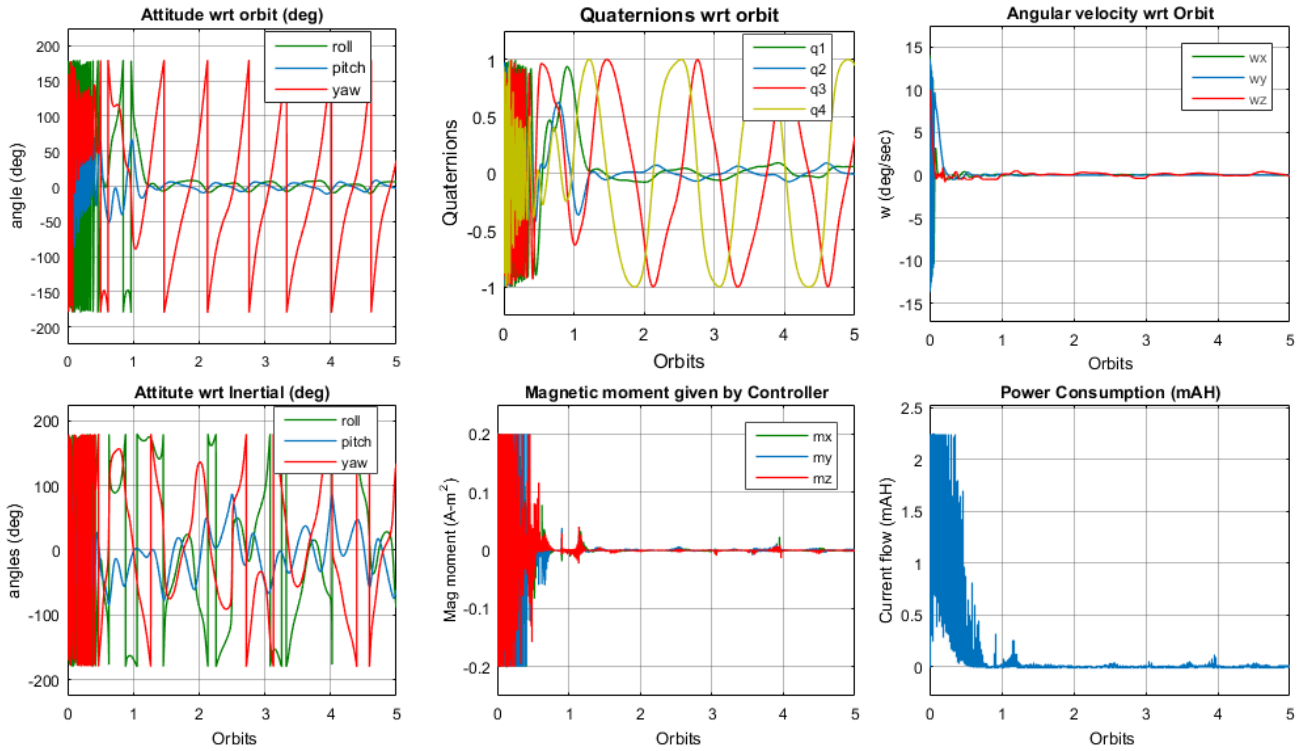 Attitude wrt orbit (deg)
200
150
100
50
0
-50
-100
-150
-200
angle (deg)
roll
pitch
yaw
0 1 2 3 4 5
Quaternions wrt orbit
1
0.5
0
-0.5
-1
Quaternions
q1
q2
q3
q4
0 1 2 3 4 5
Orbits
Angular velocity wrt Orbit
15
10
5
0
-5
-10
-15
w (deg/sec)
wx
wy
wz
0 1 2 3 4 5
Orbits
Attitute wrt Inertial (deg)
200
100
0
-100
-200
angles (deg)
roll
pitch
yaw
0 1 2 3 4 5
Orbits
Magnetic moment given by Controller
0.2
0.1
0
-0.1
-0.2
Mag moment (A-m²)
mx
my
mz
0 1 2 3 4 5
Orbits
Power Consumption (mAH)
2.5
2
1.5
1
0.5
0
Current flow (mAH)
0 1 2 3 4 5
Orbits